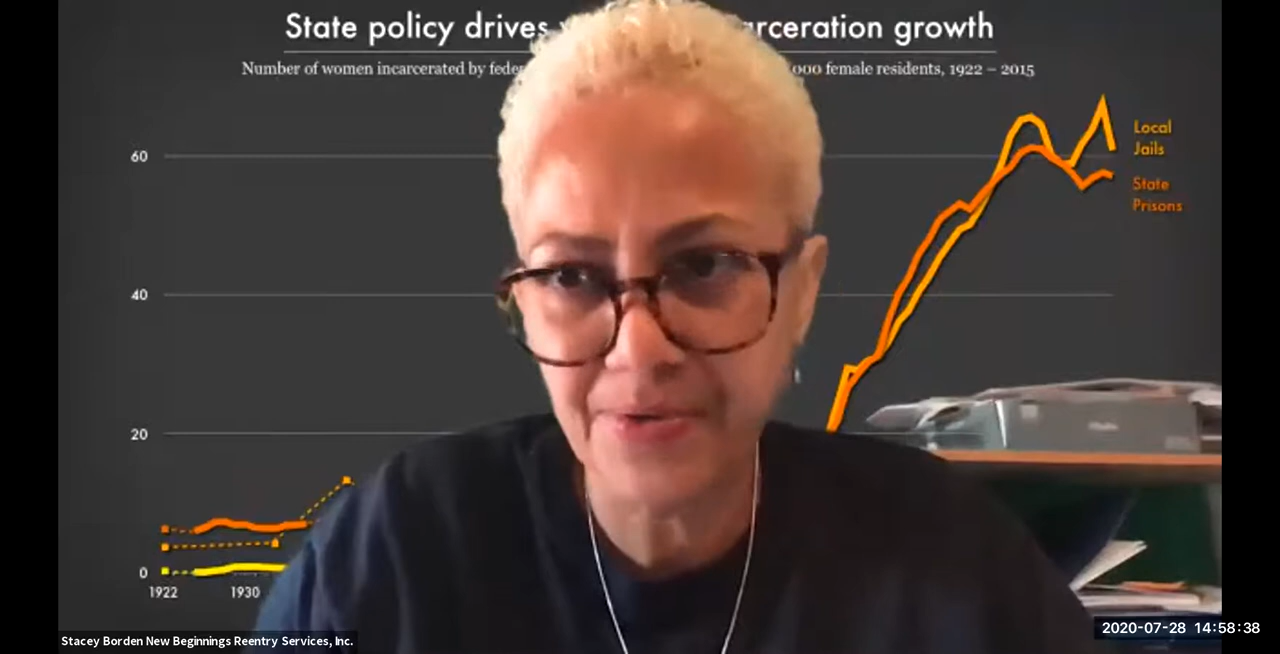 State policy drives arceration growth
Number of women incarcerated by feder 000 female residents, 1922 – 2015
60
40
20
0
1922 1930
Local
Jails
State
Prisons
Stacey Borden New Beginnings Reentry Services, Inc.
2020-07-28 14:58:38